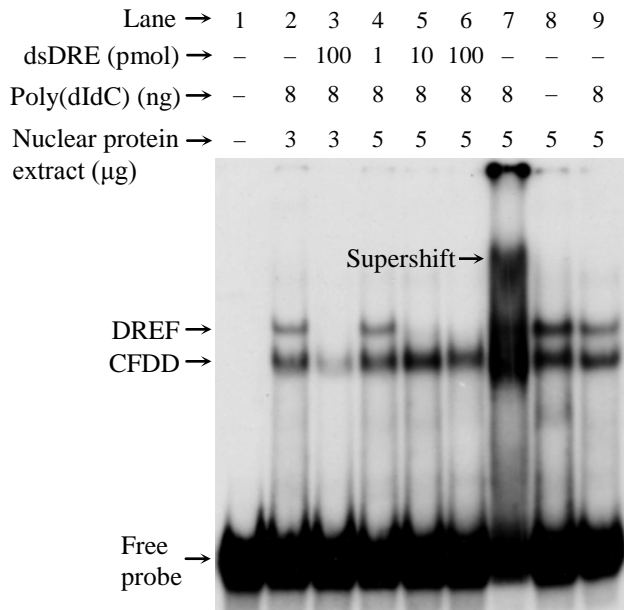 Lane → 1 2 3 4 5 6 7 8 9
dsDRE (pmol) → – – 100 1 10 100 – – –
Poly(dIdC) (ng) → – 8 8 8 8 8 8 – 8
Nuclear protein → – 3 3 5 5 5 5 5 5
extract (µg)
Supershift →
DREF →
CFDD →
Free →
probe